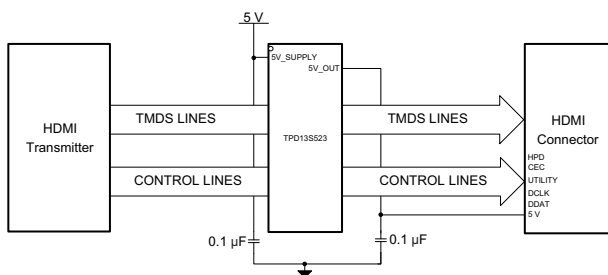 5 V
5V_SUPPLY
5V_OUT
HDMI
Transmitter
TMDS LINES
TPD13S523
TMDS LINES
HDMI
Connector
CONTROL LINES
CONTROL LINES
HPD
CEC
UTILITY
DCLK
DDAT
5 V
0.1 µF
0.1 µF